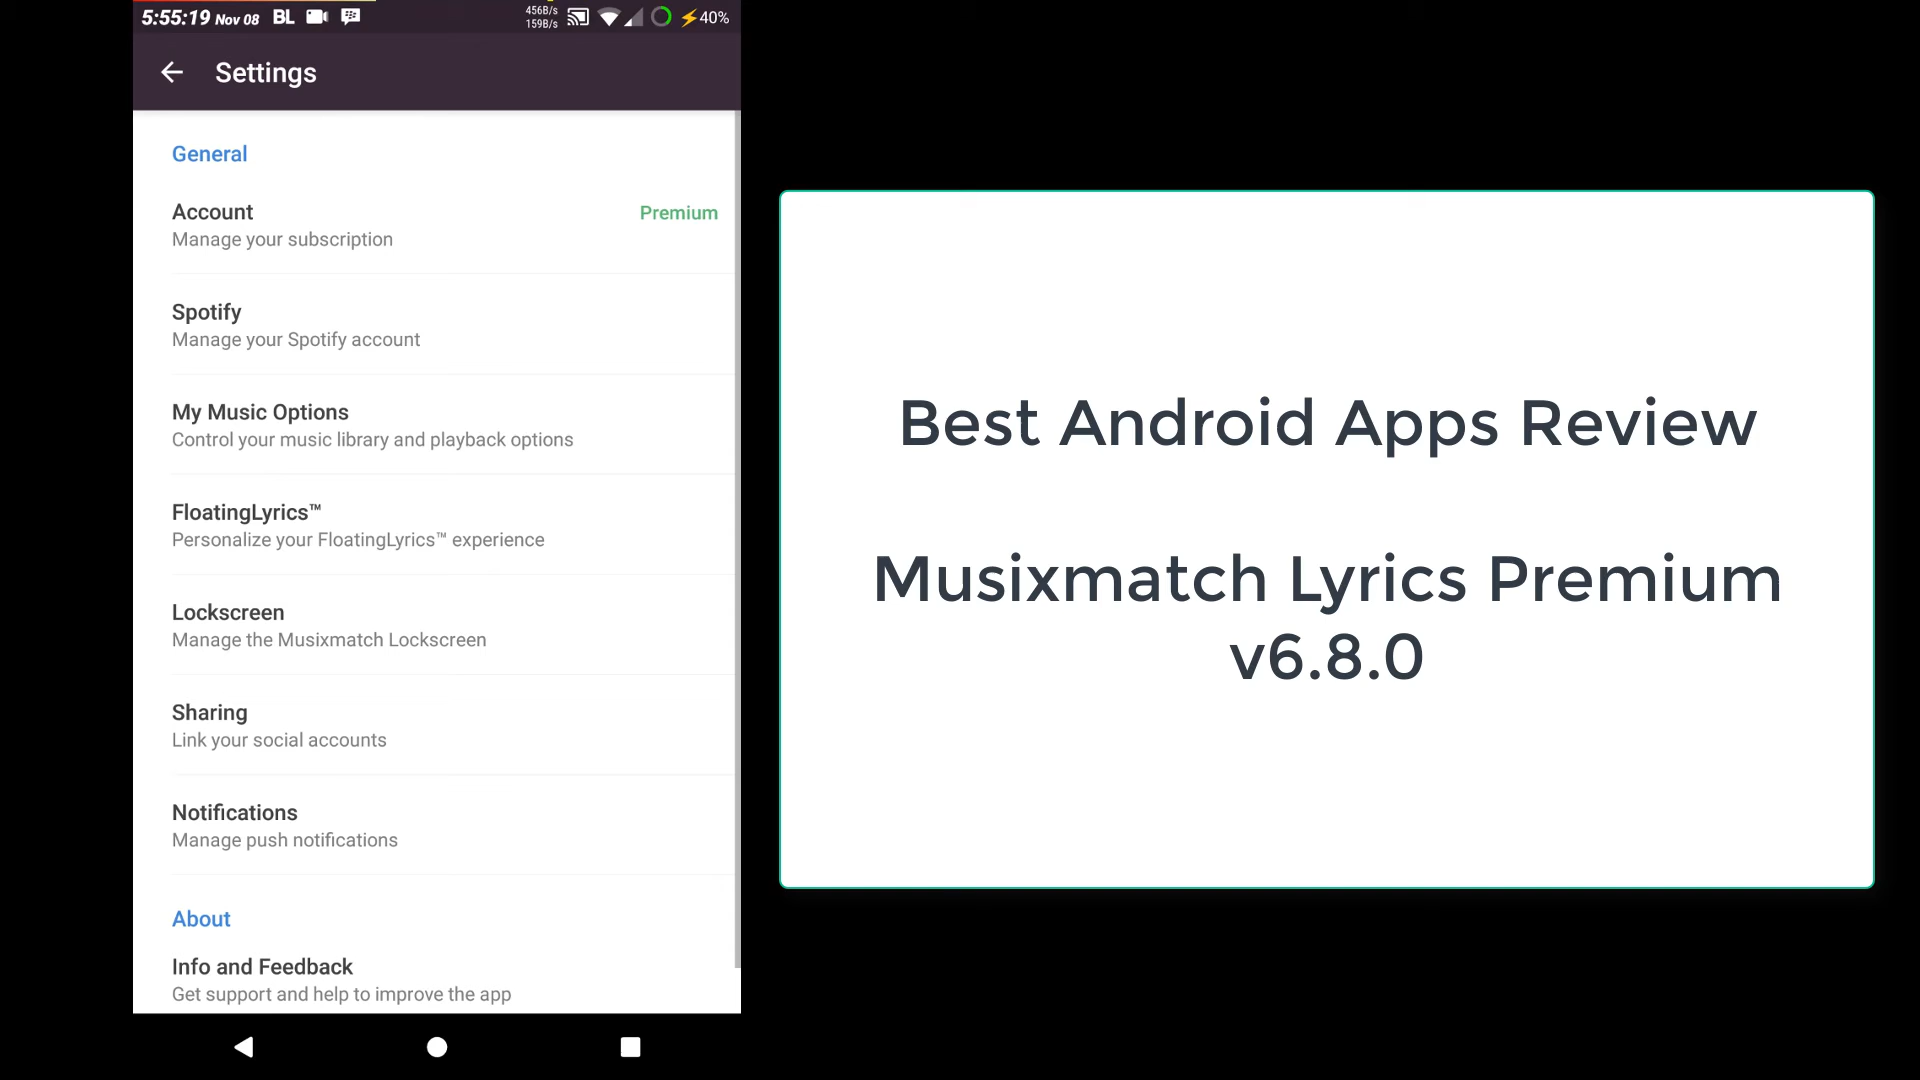 5:55:19 Nov 08 BL 456B/s 159B/s 40%
Settings
General
Account Premium
Manage your subscription
Spotify
Manage your Spotify account
My Music Options
Control your music library and playback options
FloatingLyrics™
Personalize your FloatingLyrics™ experience
Lockscreen
Manage the Musixmatch Lockscreen
Sharing
Link your social accounts
Notifications
Manage push notifications
About
Info and Feedback
Get support and help to improve the app
Best Android Apps Review
Musixmatch Lyrics Premium
v6.8.0